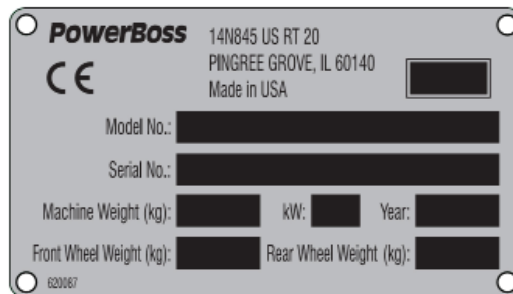 PowerBoss
14N845 US RT 20
PINGREE GROVE, IL 60140
Made in USA
CE
Model No.:
Serial No.:
Machine Weight (kg): kW: Year:
Front Wheel Weight (kg): Rear Wheel Weight (kg):
620087